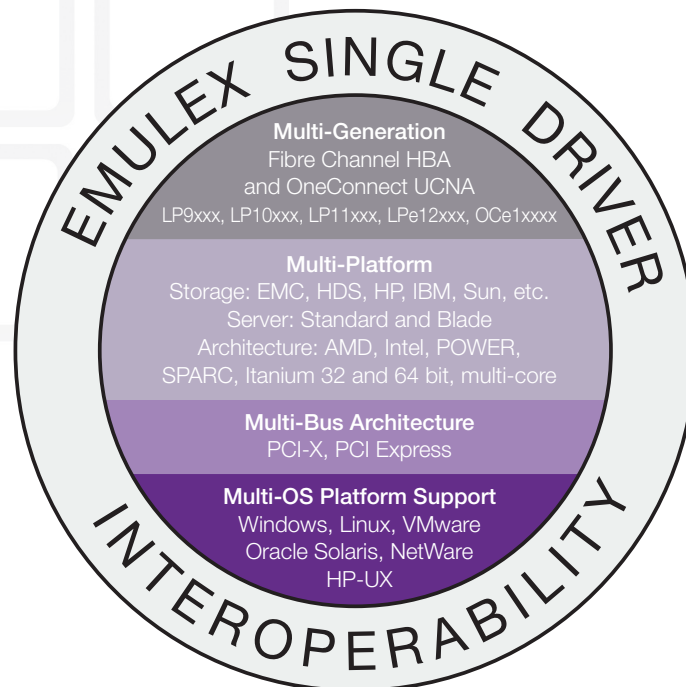 EMULEX SINGLE DRIVER
Multi-Generation
Fibre Channel HBA
and OneConnect UCNA
LP9xxx, LP10xxx, LP11xxx, LPe12xxx, OCe1xxxx
Multi-Platform
Storage: EMC, HDS, HP, IBM, Sun, etc.
Server: Standard and Blade
Architecture: AMD, Intel, POWER,
SPARC, Itanium 32 and 64 bit, multi-core
Multi-Bus Architecture
PCI-X, PCI Express
Multi-OS Platform Support
Windows, Linux, VMware
Oracle Solaris, NetWare
HP-UX
INTEROPERABILITY